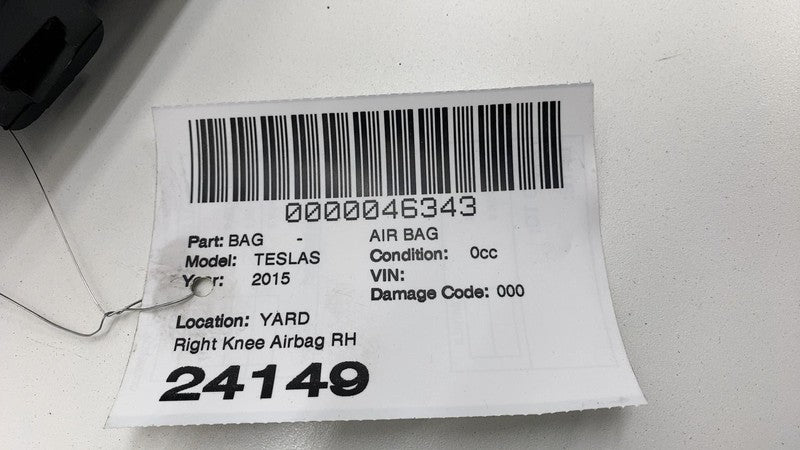 0000046343
Part: BAG - AIR BAG
Model: TESLAS Condition: 0cc
Year: 2015 VIN:
Damage Code: 000
Location: YARD
Right Knee Airbag RH
24149